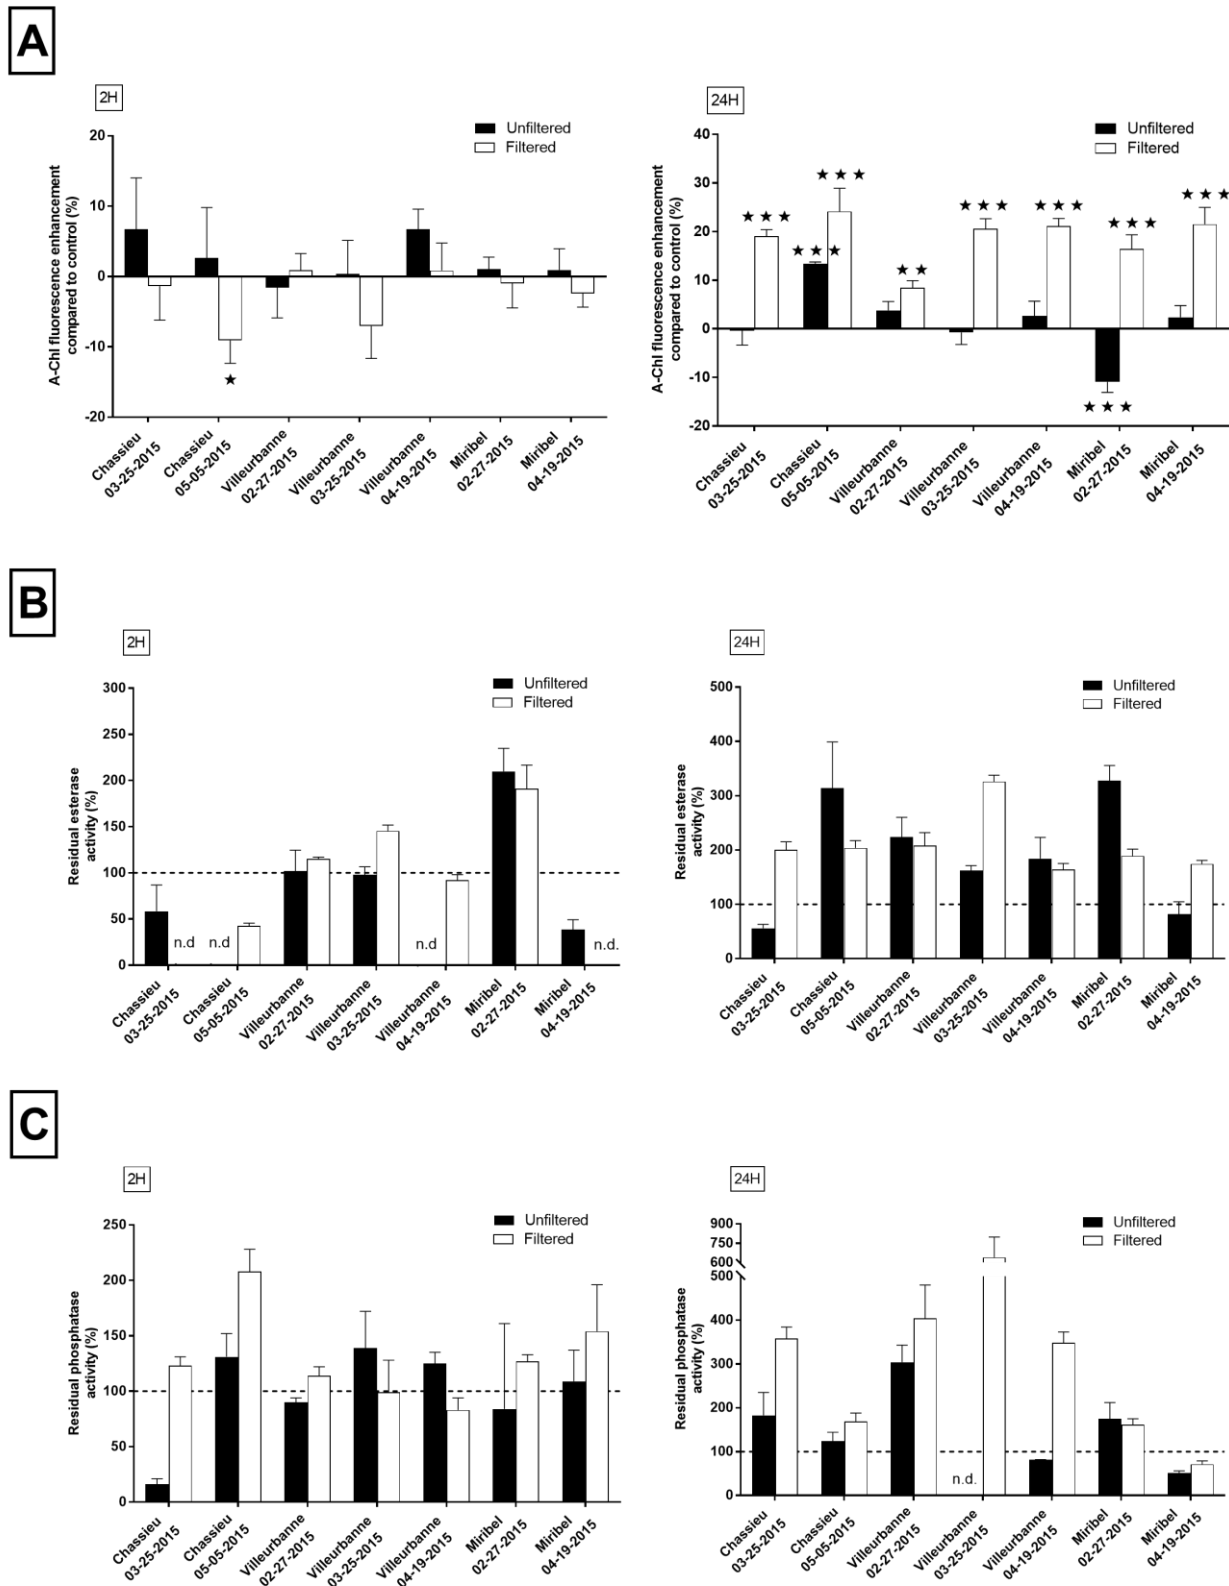 A
2H
Unfiltered
Filtered
A-Chl fluorescence enhancement
compared to control (%)
20
10
0
-10
-20
★
Chassieu
03-25-2015
Chassieu
05-05-2015
Villeurbanne
02-27-2015
Villeurbanne
03-25-2015
Villeurbanne
04-19-2015
Miribel
02-27-2015
Miribel
04-19-2015
24H
Unfiltered
Filtered
A-Chl fluorescence enhancement
compared to control (%)
40
30
20
10
0
-10
-20
★★★
★★★
★★★
★★
★★★
★★★
★★★
★★★
★★★
Chassieu
03-25-2015
Chassieu
05-05-2015
Villeurbanne
02-27-2015
Villeurbanne
03-25-2015
Villeurbanne
04-19-2015
Miribel
02-27-2015
Miribel
04-19-2015
B
2H
Unfiltered
Filtered
Residual esterase
activity (%)
300
250
200
150
100
50
0
n.d
n.d
n.d
n.d.
Chassieu
03-25-2015
Chassieu
05-05-2015
Villeurbanne
02-27-2015
Villeurbanne
03-25-2015
Villeurbanne
04-19-2015
Miribel
02-27-2015
Miribel
04-19-2015
24H
Unfiltered
Filtered
Residual esterase
activity (%)
500
400
300
200
100
0
Chassieu
03-25-2015
Chassieu
05-05-2015
Villeurbanne
02-27-2015
Villeurbanne
03-25-2015
Villeurbanne
04-19-2015
Miribel
02-27-2015
Miribel
04-19-2015
C
2H
Unfiltered
Filtered
Residual phosphatase
activity (%)
250
200
150
100
50
0
Chassieu
03-25-2015
Chassieu
05-05-2015
Villeurbanne
02-27-2015
Villeurbanne
03-25-2015
Villeurbanne
04-19-2015
Miribel
02-27-2015
Miribel
04-19-2015
24H
Unfiltered
Filtered
Residual phosphatase
activity (%)
900
750
600
500
400
300
200
100
0
n.d.
Chassieu
03-25-2015
Chassieu
05-05-2015
Villeurbanne
02-27-2015
Villeurbanne
03-25-2015
Villeurbanne
04-19-2015
Miribel
02-27-2015
Miribel
04-19-2015